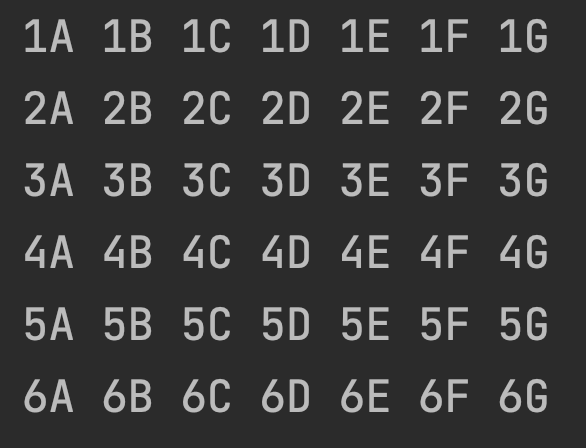 1A 1B 1C 1D 1E 1F 1G
2A 2B 2C 2D 2E 2F 2G
3A 3B 3C 3D 3E 3F 3G
4A 4B 4C 4D 4E 4F 4G
5A 5B 5C 5D 5E 5F 5G
6A 6B 6C 6D 6E 6F 6G